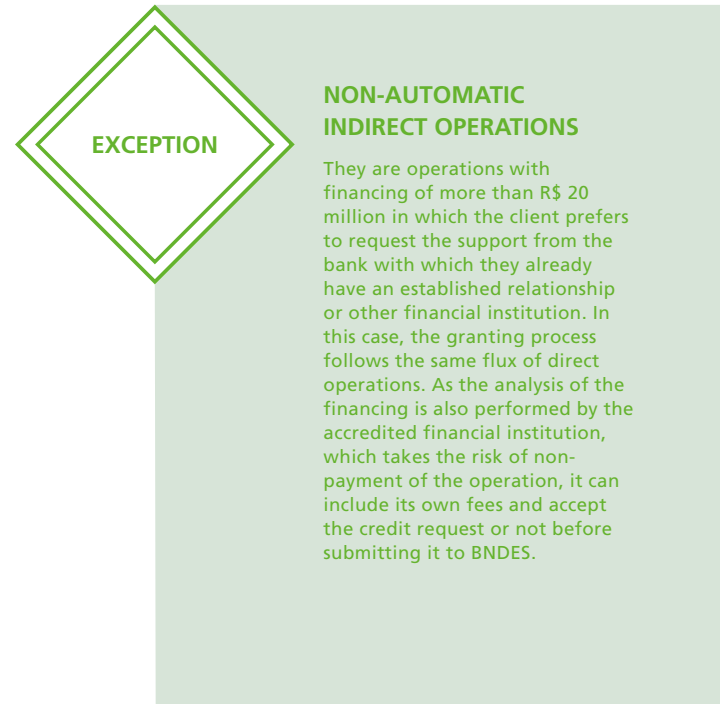 EXCEPTION
NON-AUTOMATIC
INDIRECT OPERATIONS
They are operations with
financing of more than R$ 20
million in which the client prefers
to request the support from the
bank with which they already
have an established relationship
or other financial institution. In
this case, the granting process
follows the same flux of direct
operations. As the analysis of the
financing is also performed by the
accredited financial institution,
which takes the risk of non-
payment of the operation, it can
include its own fees and accept
the credit request or not before
submitting it to BNDES.